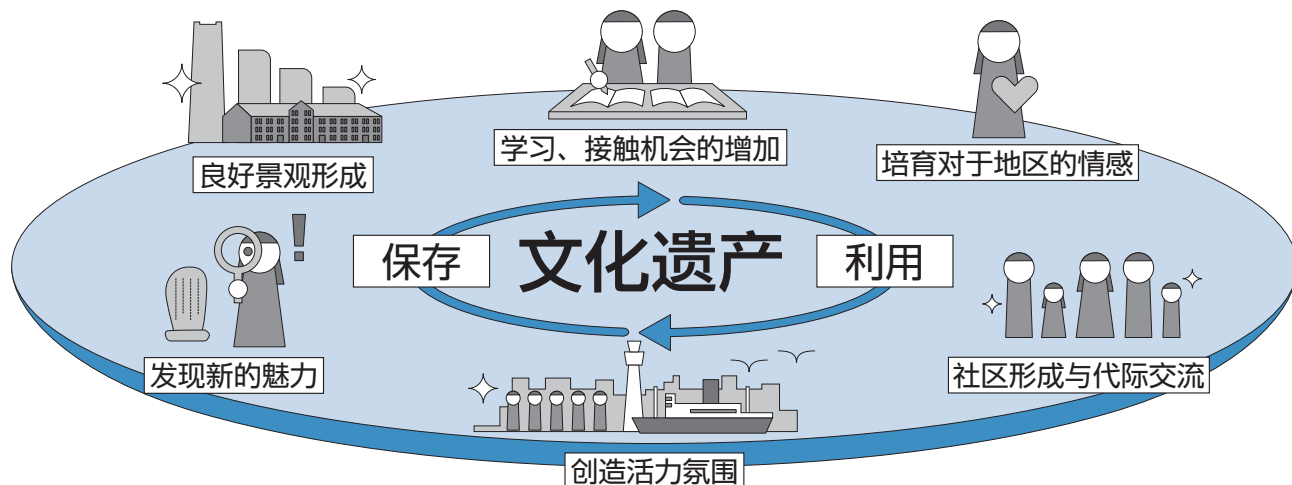 学习、接触机会的增加
良好景观形成
培育对于地区的情感
保存
文化遗产
利用
发现新的魅力
社区形成与代际交流
创造活力氛围